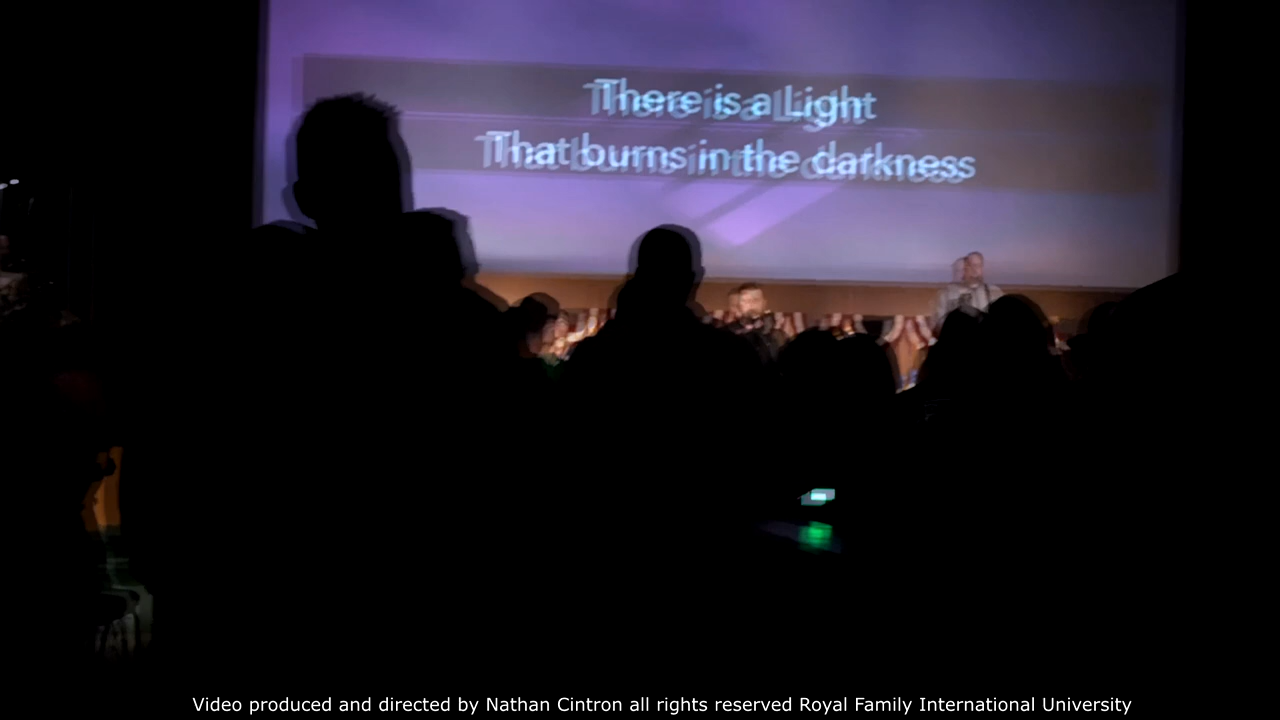 There is a Light
That burns in the darkness
Video produced and directed by Nathan Cintron all rights reserved Royal Family International University